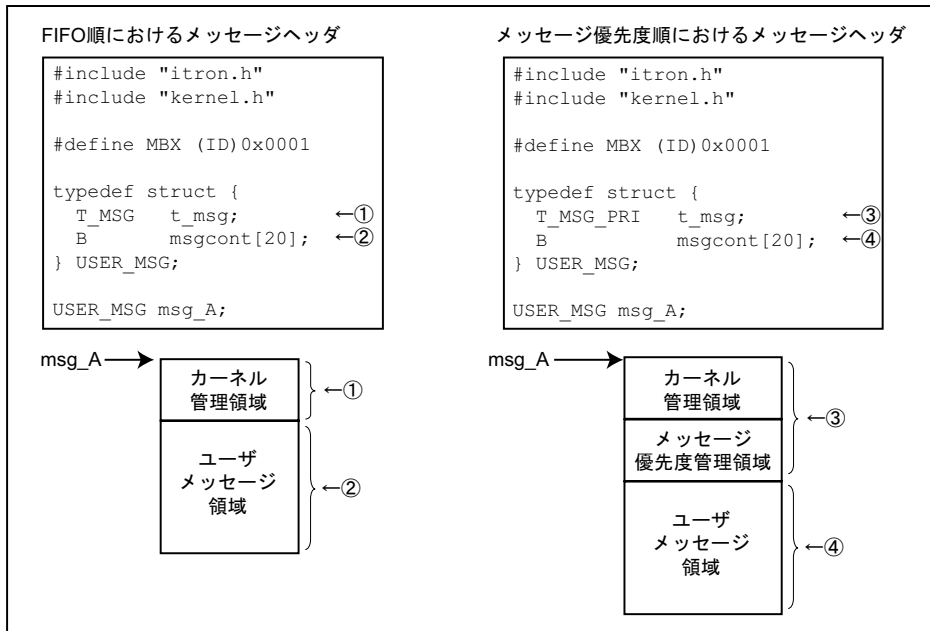 FIFO順におけるメッセージヘッダ
#include "itron.h"
#include "kernel.h"
#define MBX (ID)0x0001
typedef struct {
T_MSG t_msg; ←①
B msgcont[20]; ←②
} USER_MSG;
USER_MSG msg_A;
msg_A
カーネル
管理領域
←①
ユーザ
メッセージ
領域
←②
メッセージ優先度順におけるメッセージヘッダ
#include "itron.h"
#include "kernel.h"
#define MBX (ID)0x0001
typedef struct {
T_MSG_PRI t_msg; ←③
B msgcont[20]; ←④
} USER_MSG;
USER_MSG msg_A;
msg_A
カーネル
管理領域
メッセージ
優先度管理領域
←③
ユーザ
メッセージ
領域
←④